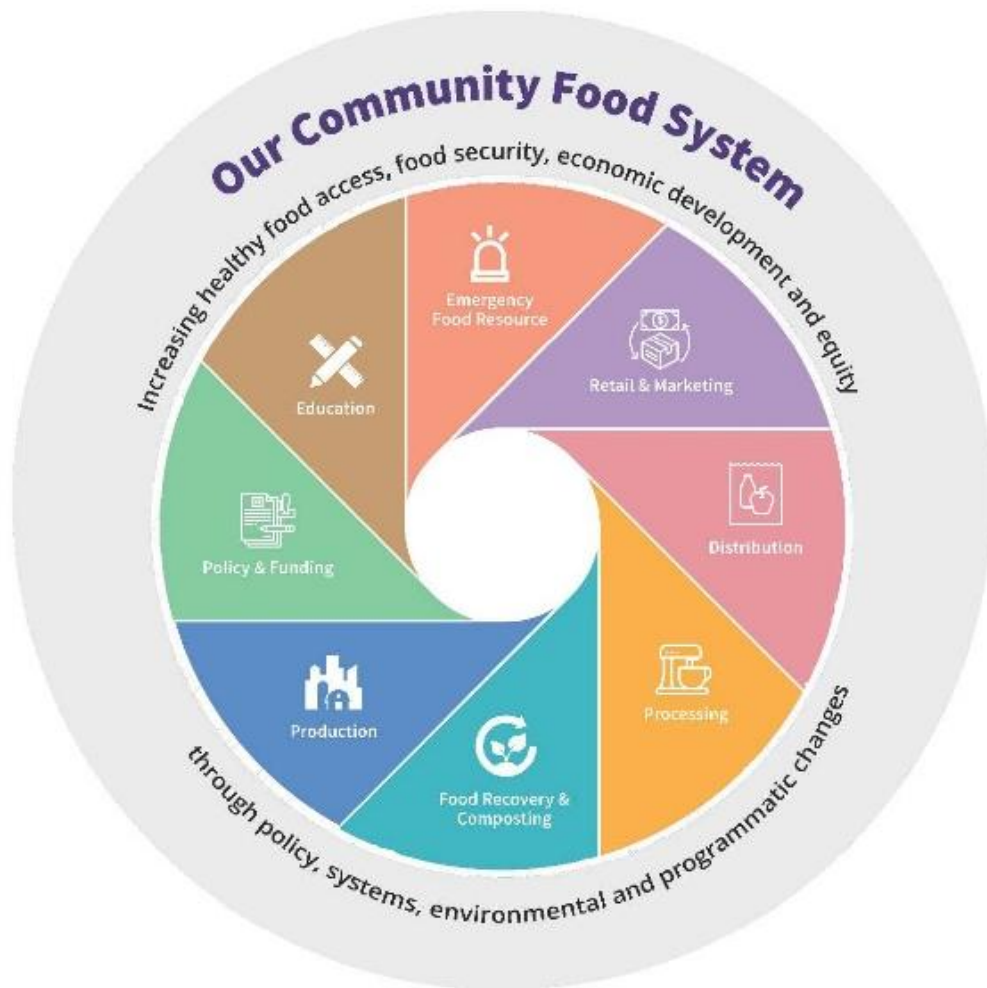 Our Community Food System
Increasing healthy food access, food security, economic development and equity
Emergency
Food Resource
Retail & Marketing
Distribution
Processing
Food Recovery &
Composting
Production
Policy & Funding
Education
through policy, systems, environmental and programmatic changes